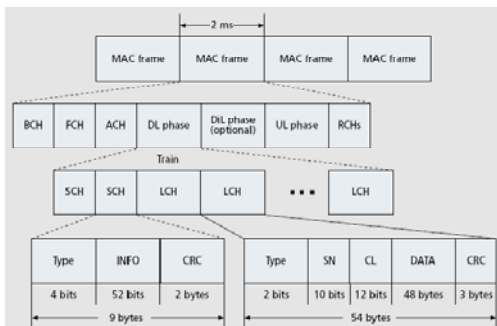 2 ms
MAC frame MAC frame MAC frame MAC frame
BCH FCH ACH DL phase DiL phase (optional) UL phase RCHs
Train
SCH SCH LCH LCH ••• LCH
Type INFO CRC Type SN CL DATA CRC
4 bits 52 bits 2 bytes 2 bits 10 bits 12 bits 48 bytes 3 bytes
9 bytes 54 bytes